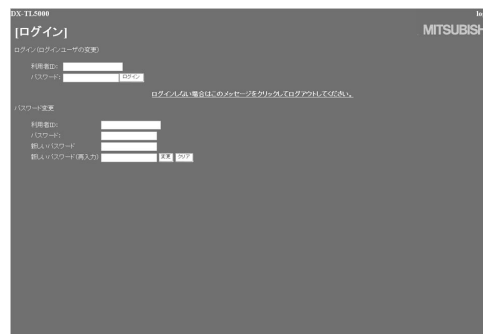 DX-TL5000
lo
[ログイン]
MITSUBISH
ログイン(ログインユーザの変更)
利用者ID:
パスワード:
ログイン
ログインしない場合はこのメッセージをクリックしてログアウトしてください。
パスワード変更
利用者ID:
パスワード:
新しいパスワード
新しいパスワード(再入力)
変更 クリア